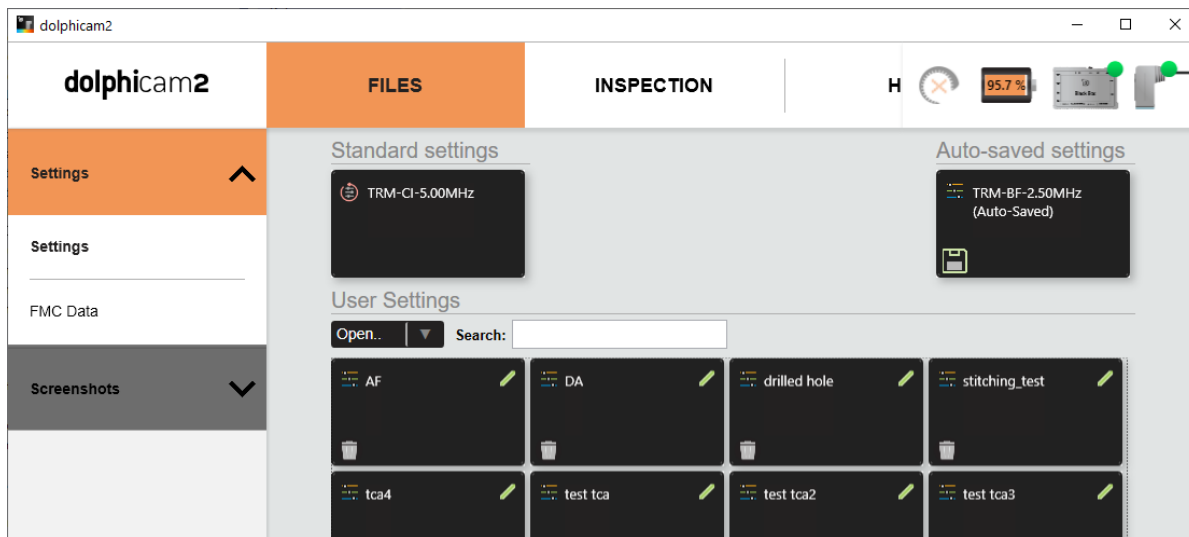 dolphicam2
dolphicam2
FILES
INSPECTION
H
95.7 %
Settings
Settings
FMC Data
Screenshots
Standard settings
TRM-CI-5.00MHz
Auto-saved settings
TRM-BF-2.50MHz
(Auto-Saved)
User Settings
Open..
Search:
AF
DA
drilled hole
stitching_test
tca4
test tca
test tca2
test tca3